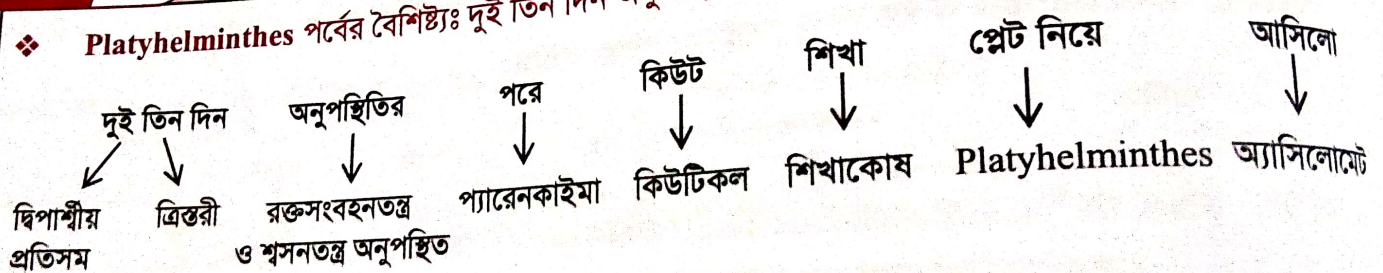 ❖ Platyhelminthes পর্বের বৈশিষ্ট্যঃ দুই তিন দিন
দুই তিন দিন অনুপস্থিতির পরে কিউট শিখা প্লেট নিয়ে আসিলো
দ্বিপার্শ্বীয় ত্রিস্তরী রক্তসংবহনতন্ত্র প্যারেনকাইমা কিউটিকল শিখাকোষ Platyhelminthes অ্যাসিলোমেট
প্রতিসম ও শ্বসনতন্ত্র অনুপস্থিত